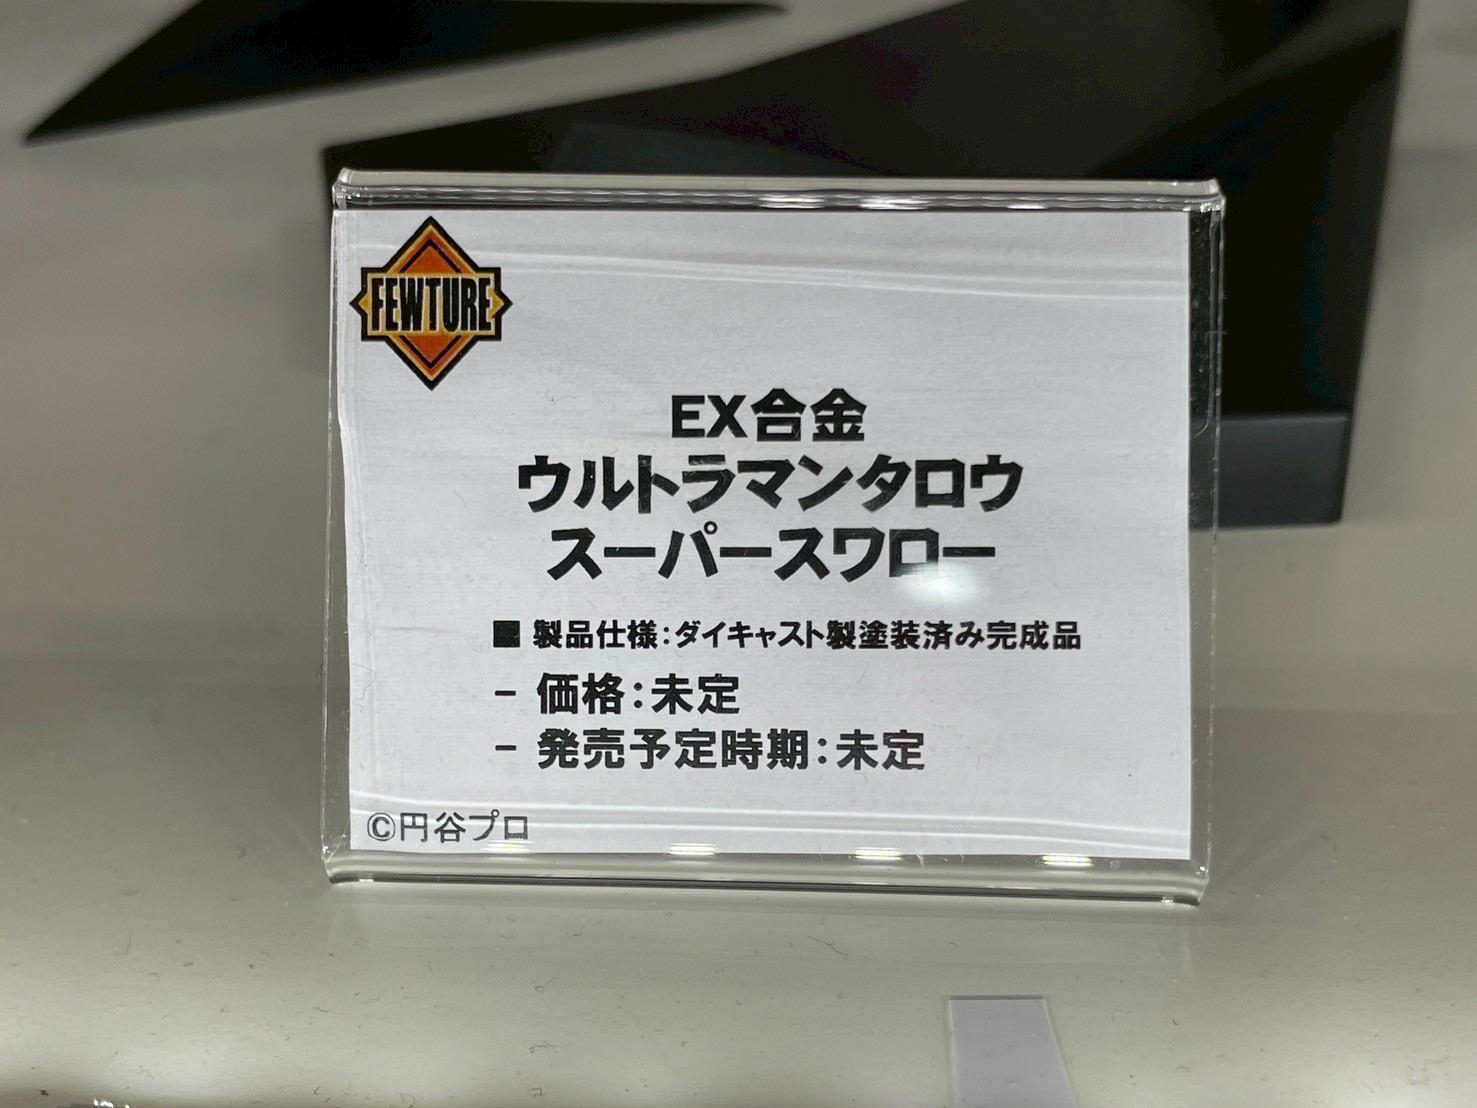 FEWTURE
EX合金
ウルトラマンタロウ
スーパースワロー
■ 製品仕様：ダイキャスト製塗装済み完成品
- 価格：未定
- 発売予定時期：未定
©円谷プロ